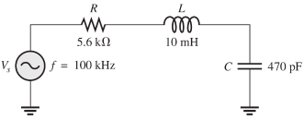 R
L
5.6 kΩ
10 mH
Vs
f = 100 kHz
C
470 pF